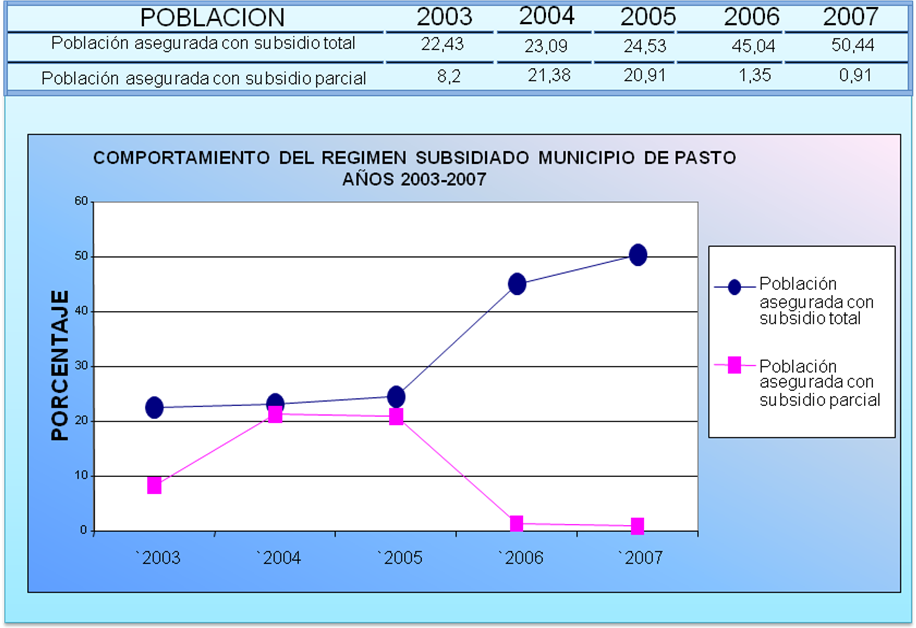 POBLACION 2003 2004 2005 2006 2007
Población asegurada con subsidio total 22,43 23,09 24,53 45,04 50,44
Población asegurada con subsidio parcial 8,2 21,38 20,91 1,35 0,91
COMPORTAMIENTO DEL REGIMEN SUBSIDIADO MUNICIPIO DE PASTO
AÑOS 2003-2007
PORCENTAJE
60
50
40
30
20
10
0
`2003 `2004 `2005 `2006 `2007
Población
asegurada con
subsidio total
Población
asegurada con
subsidio parcial